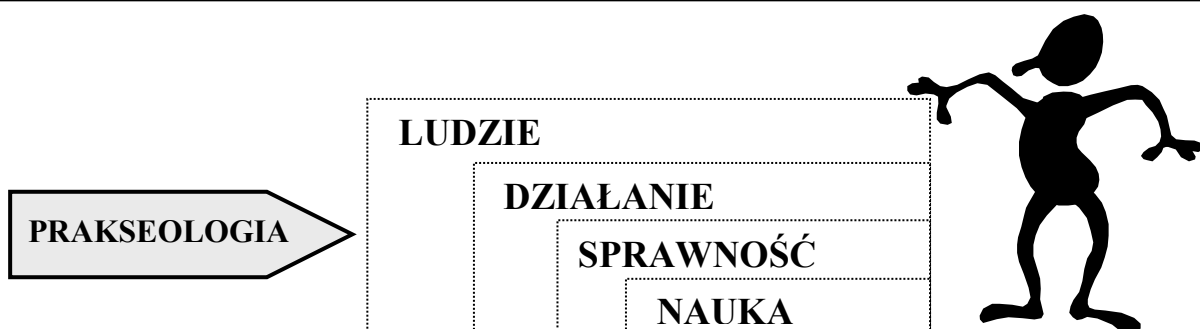 LUDZIE
DZIAŁANIE
PRAKSEOLOGIA
SPRAWNOŚĆ
NAUKA